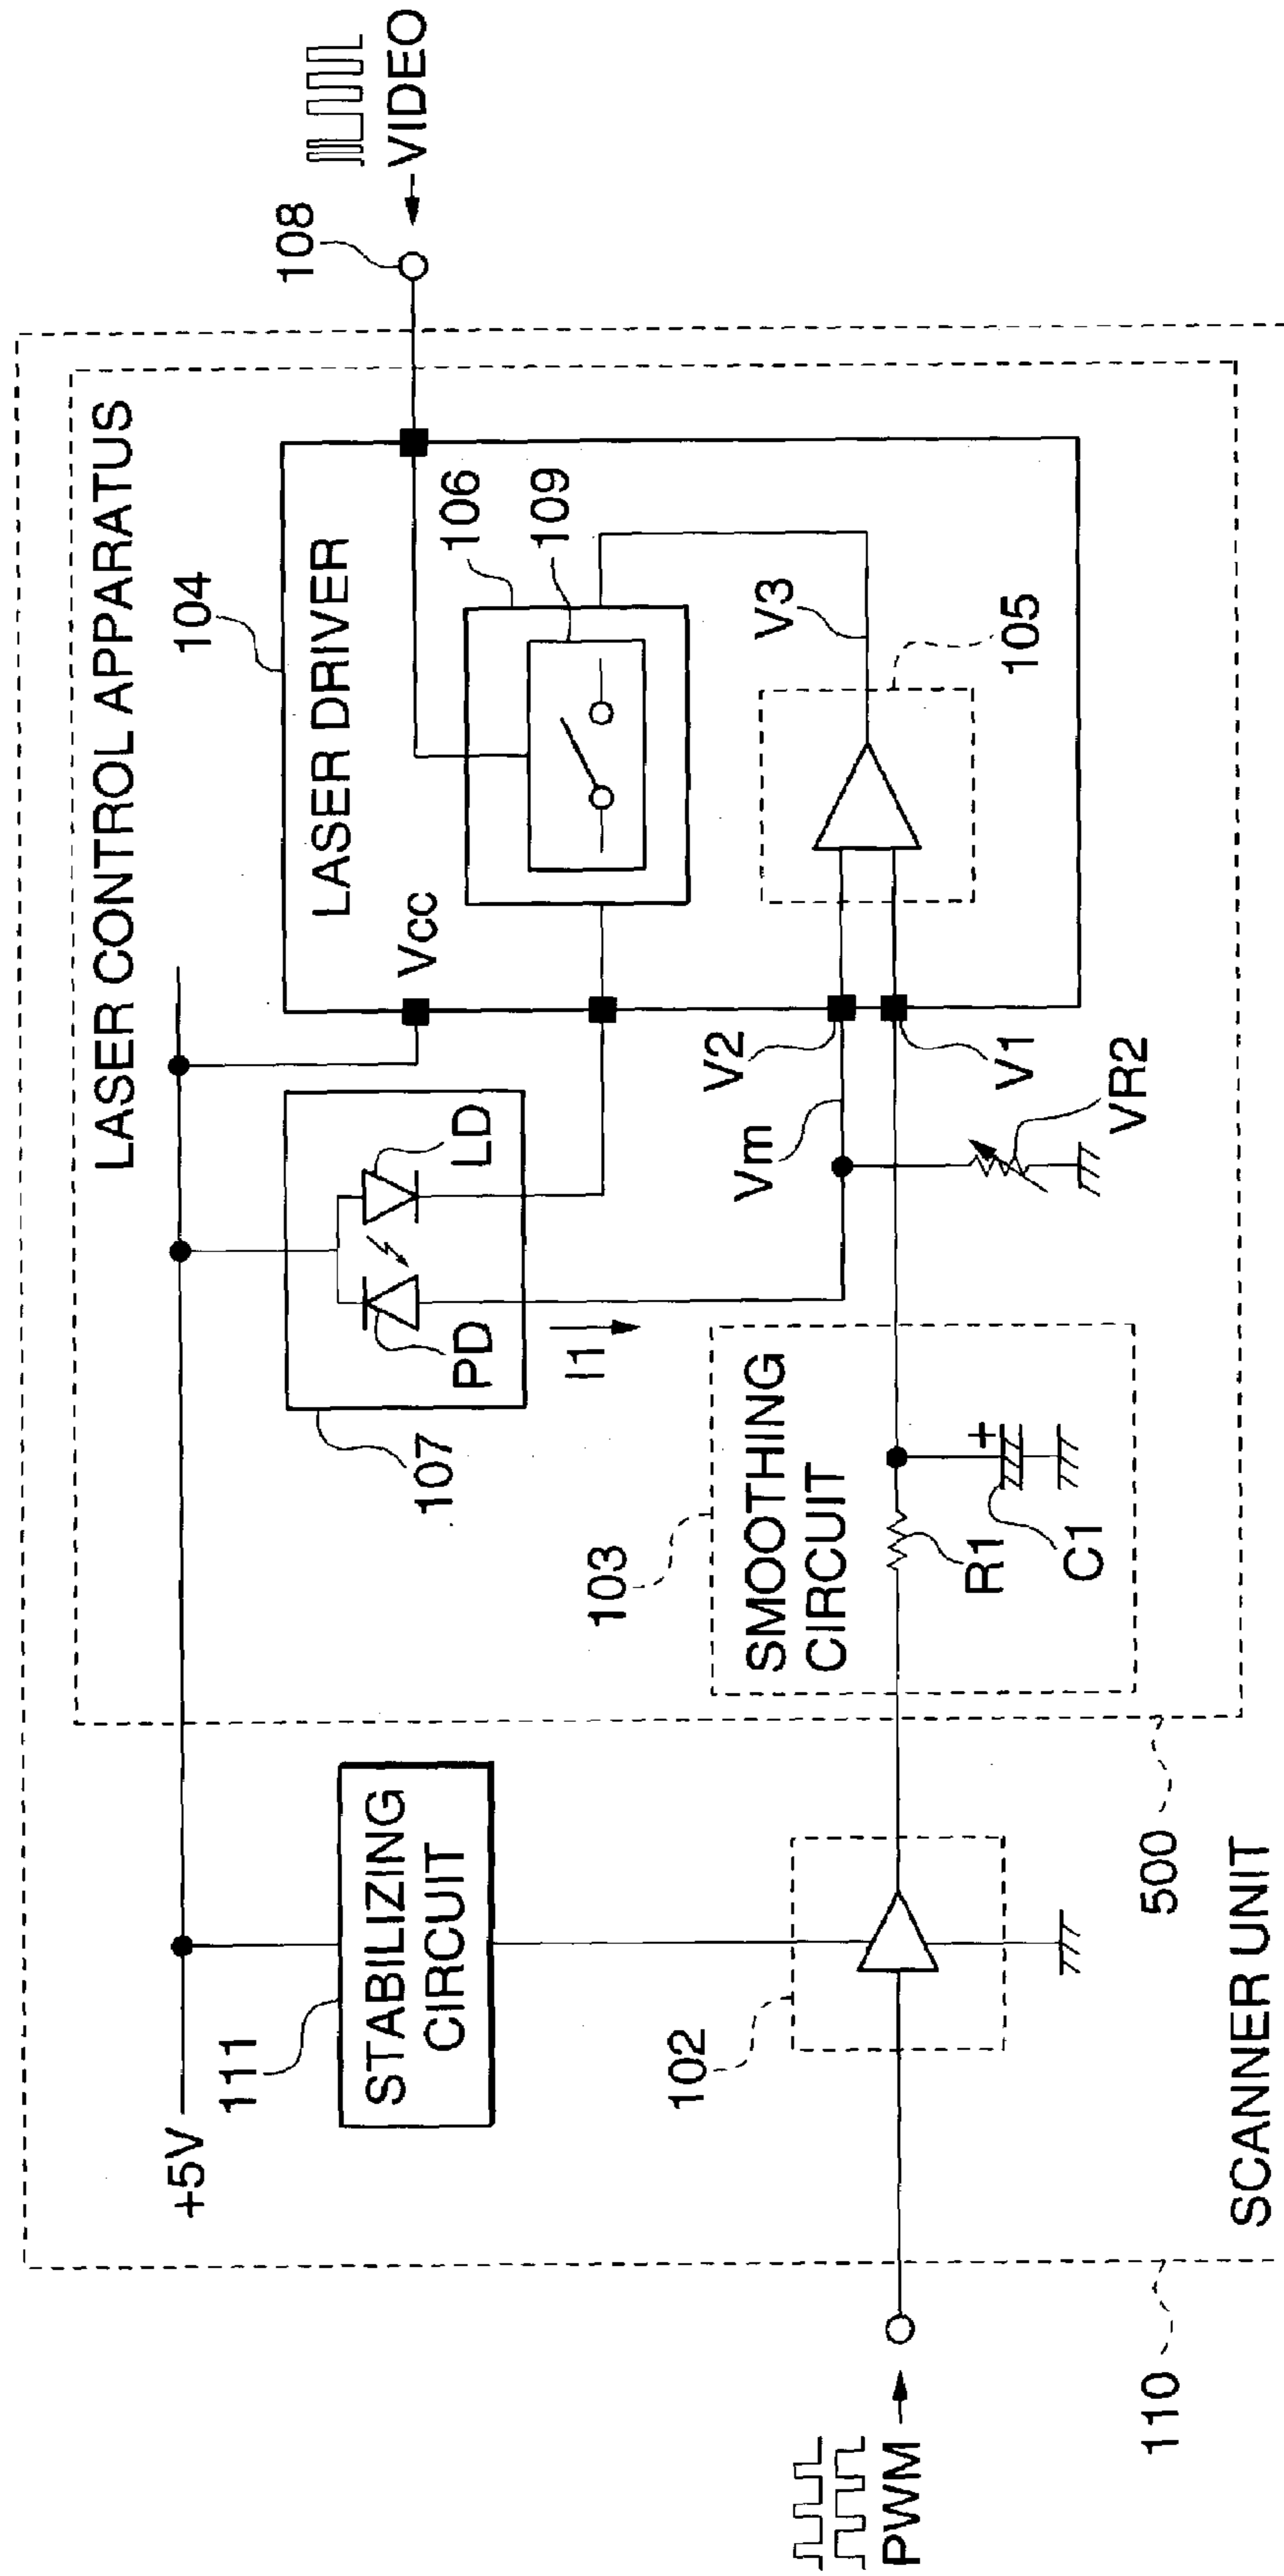 LASER CONTROL APPARATUS
+5V
111
STABILIZING
CIRCUIT
107
PD
LD
I1
104
LASER DRIVER
Vcc
106
109
108
VIDEO
103
SMOOTHING
CIRCUIT
R1
C1
V2
Vm
V1
VR2
V3
105
102
PWM
110
500
SCANNER UNIT
+